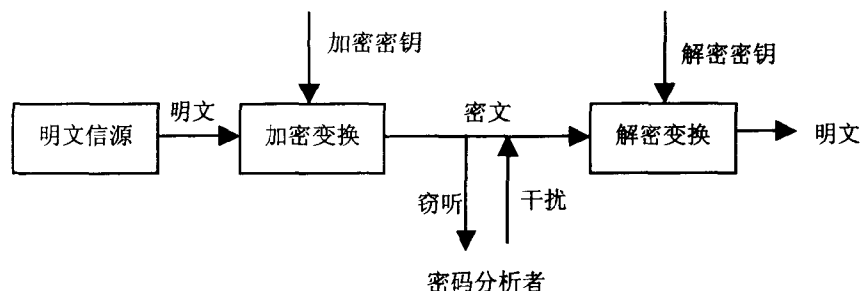 加密密钥
解密密钥
明文信源
明文
加密变换
密文
解密变换
明文
窃听
干扰
密码分析者